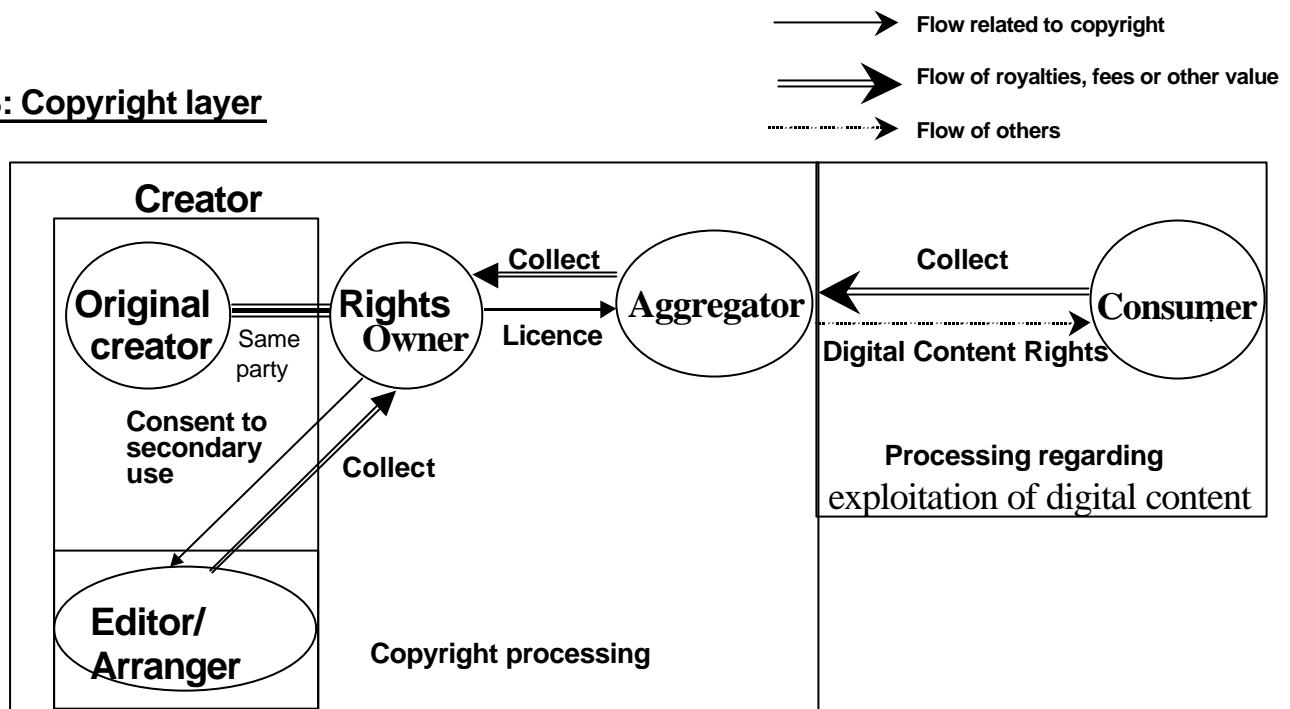 Flow related to copyright
Flow of royalties, fees or other value
: Copyright layer
Flow of others
Creator
Collect
Collect
Original
creator
Rights
Owner
Aggregator
Consumer
Same
party
Licence
Digital Content Rights
Consent to
secondary
use
Collect
Processing regarding
exploitation of digital content
Editor/
Arranger
Copyright processing